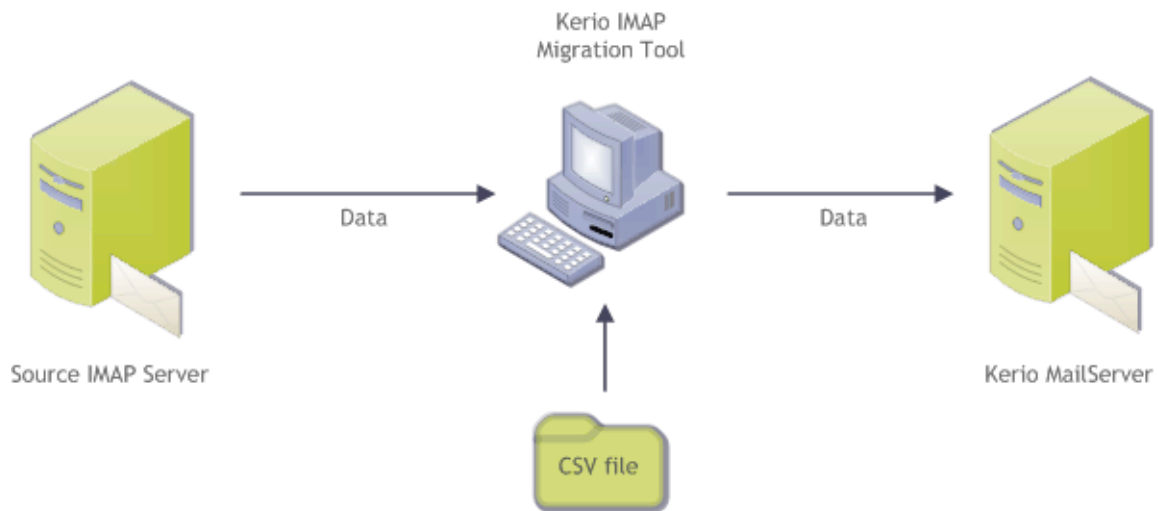 Kerio IMAP
Migration Tool
Data
Data
Source IMAP Server
Kerio MailServer
CSV file